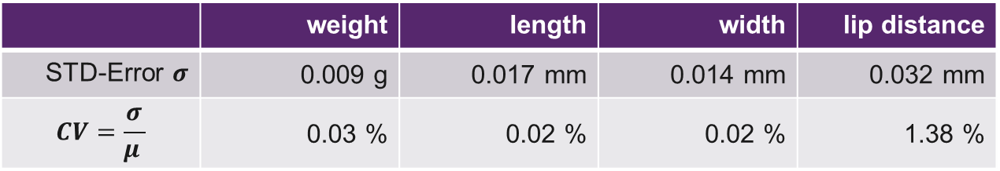 weight length width lip distance
STD-Error σ 0.009 g 0.017 mm 0.014 mm 0.032 mm
CV = σ/μ 0.03 % 0.02 % 0.02 % 1.38 %